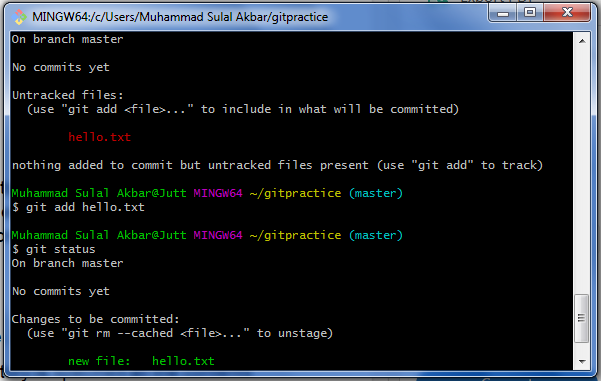 MINGW64:/c/Users/Muhammad Sulal Akbar/gitpractice
On branch master
No commits yet
Untracked files:
(use "git add <file>..." to include in what will be committed)
hello.txt
nothing added to commit but untracked files present (use "git add" to track)
Muhammad Sulal Akbar@Jutt MINGW64 ~/gitpractice (master)
$ git add hello.txt
Muhammad Sulal Akbar@Jutt MINGW64 ~/gitpractice (master)
$ git status
On branch master
No commits yet
Changes to be committed:
(use "git rm --cached <file>..." to unstage)
new file:   hello.txt